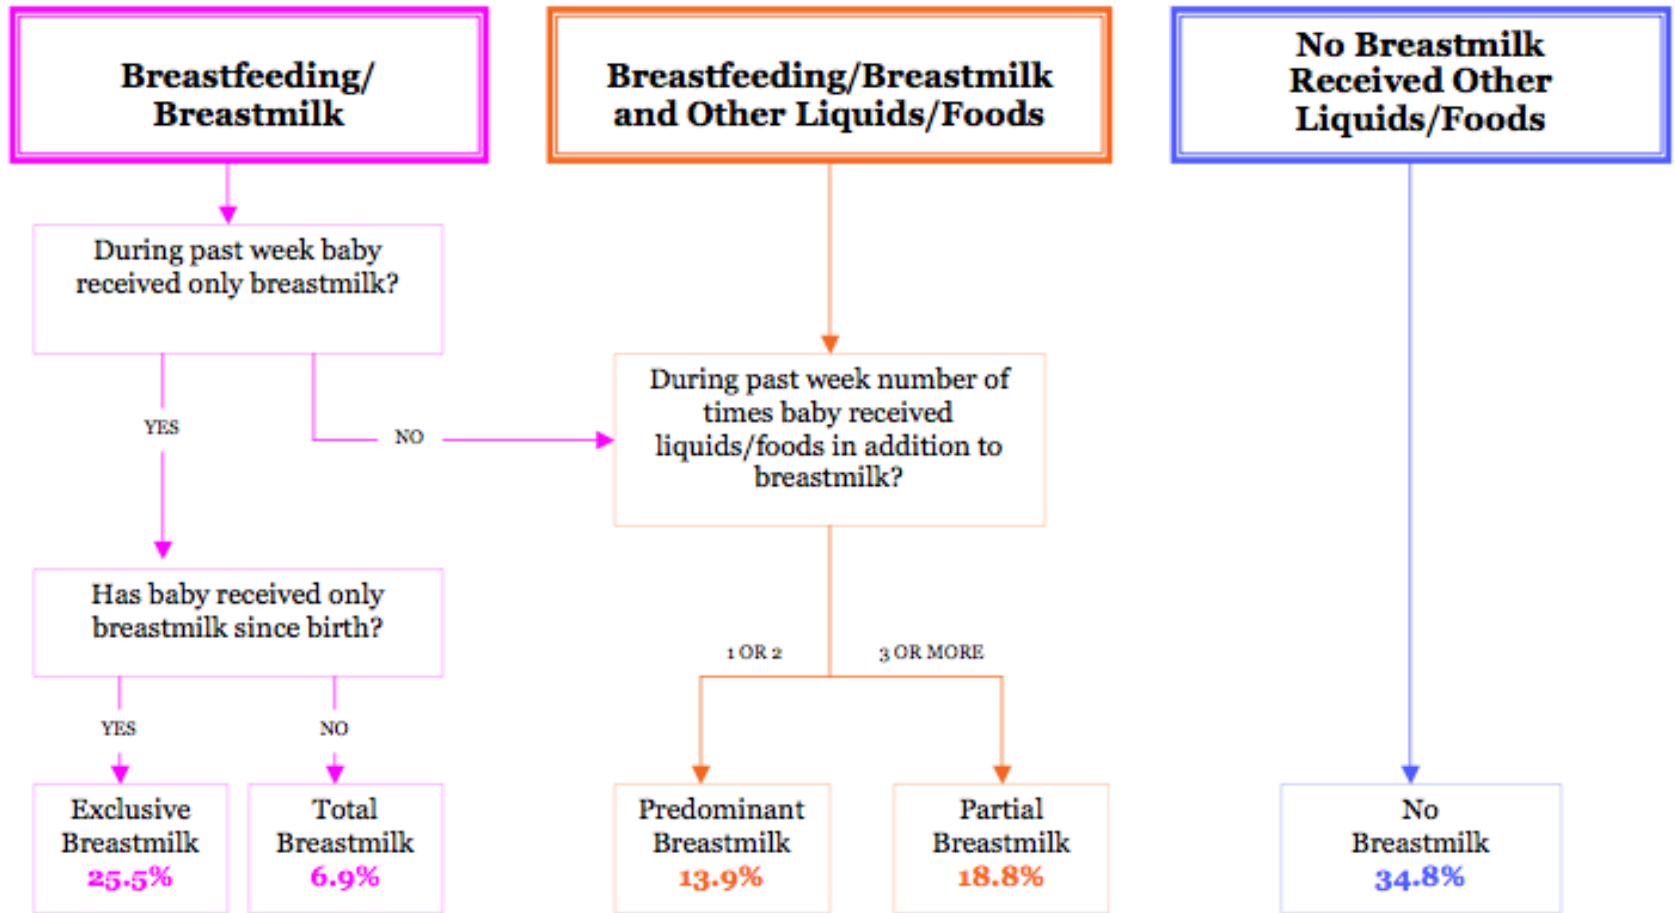 Breastfeeding/
Breastmilk
Breastfeeding/Breastmilk
and Other Liquids/Foods
No Breastmilk
Received Other
Liquids/Foods
During past week baby
received only breastmilk?
During past week number of
times baby received
liquids/foods in addition to
breastmilk?
YES
NO
Has baby received only
breastmilk since birth?
1 OR 2
3 OR MORE
YES
NO
Exclusive
Breastmilk
25.5%
Total
Breastmilk
6.9%
Predominant
Breastmilk
13.9%
Partial
Breastmilk
18.8%
No
Breastmilk
34.8%